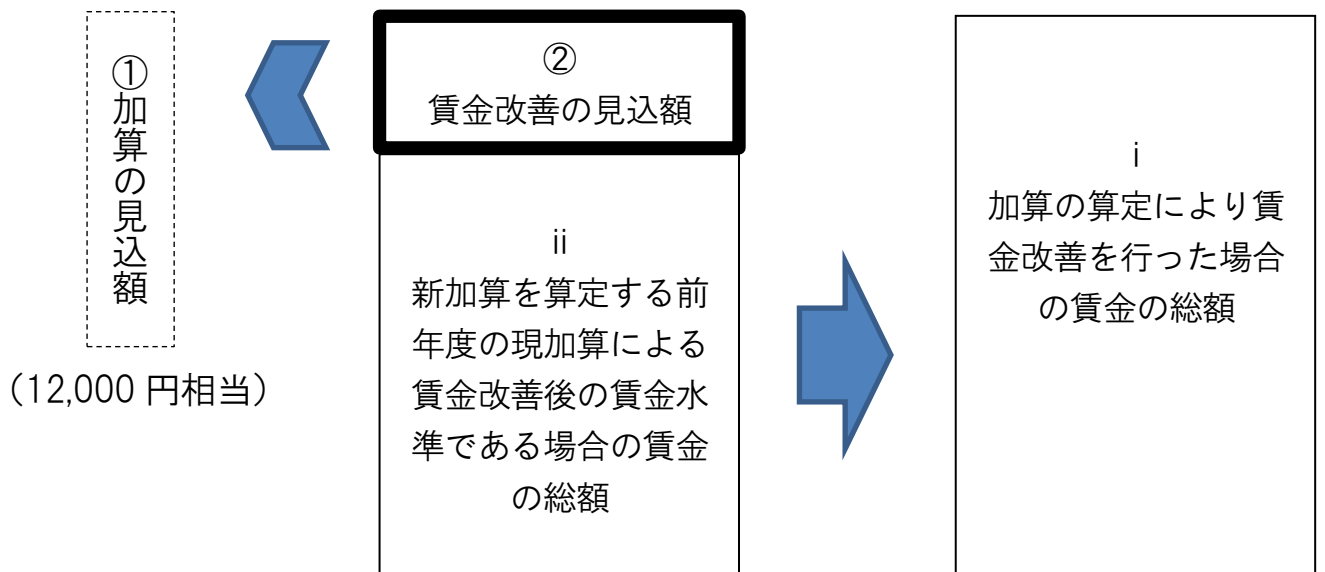 ①加算の見込額
(12,000 円相当)
②
賃金改善の見込額
ⅱ
新加算を算定する前
年度の現加算による
賃金改善後の賃金水
準である場合の賃金
の総額
ⅰ
加算の算定により賃
金改善を行った場合
の賃金の総額